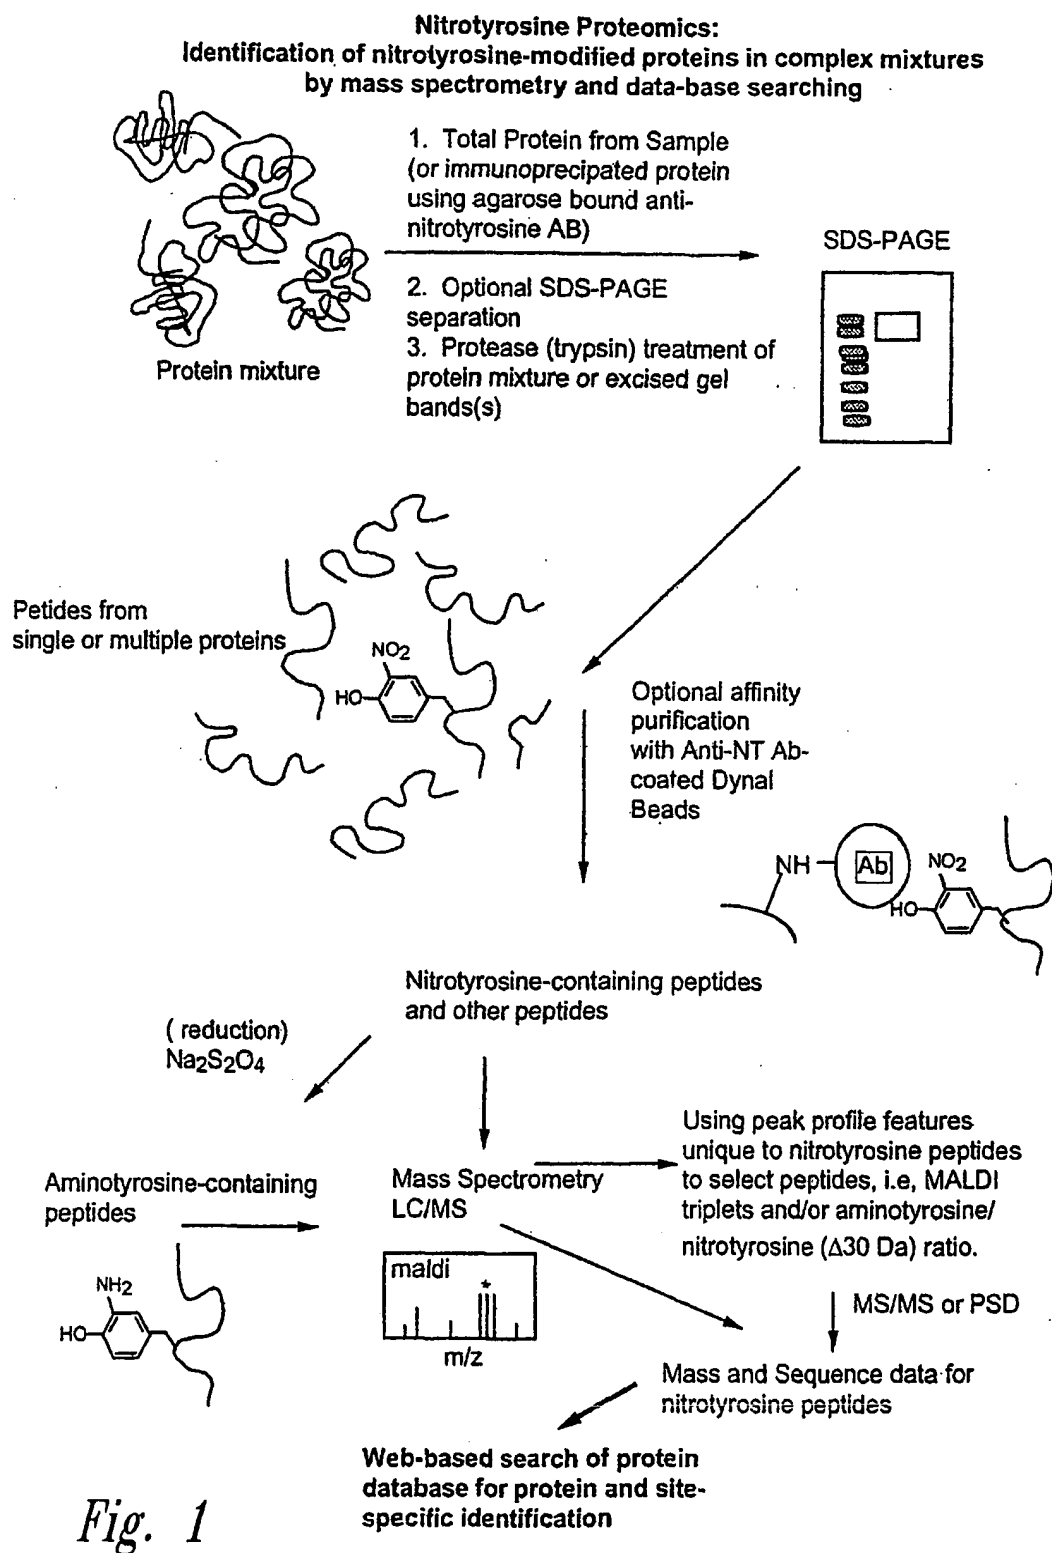 Nitrotyrosine Proteomics:
Identification of nitrotyrosine-modified proteins in complex mixtures
by mass spectrometry and data-base searching
1. Total Protein from Sample
(or immunoprecipated protein
using agarose bound anti-
nitrotyrosine AB)
SDS-PAGE
2. Optional SDS-PAGE
separation
3. Protease (trypsin) treatment of
protein mixture or excised gel
bands(s)
Protein mixture
Petides from
single or multiple proteins
NO2
HO
Optional affinity
purification
with Anti-NT Ab-
coated Dynal
Beads
NH
Ab
NO2
HO
Nitrotyrosine-containing peptides
and other peptides
( reduction)
Na2S2O4
Using peak profile features
unique to nitrotyrosine peptides
to select peptides, i.e, MALDI
triplets and/or aminotyrosine/
nitrotyrosine (Δ30 Da) ratio.
Aminotyrosine-containing
peptides
Mass Spectrometry
LC/MS
NH2
HO
maldi
*
m/z
MS/MS or PSD
Mass and Sequence data for
nitrotyrosine peptides
Web-based search of protein
database for protein and site-
specific identification
Fig. 1